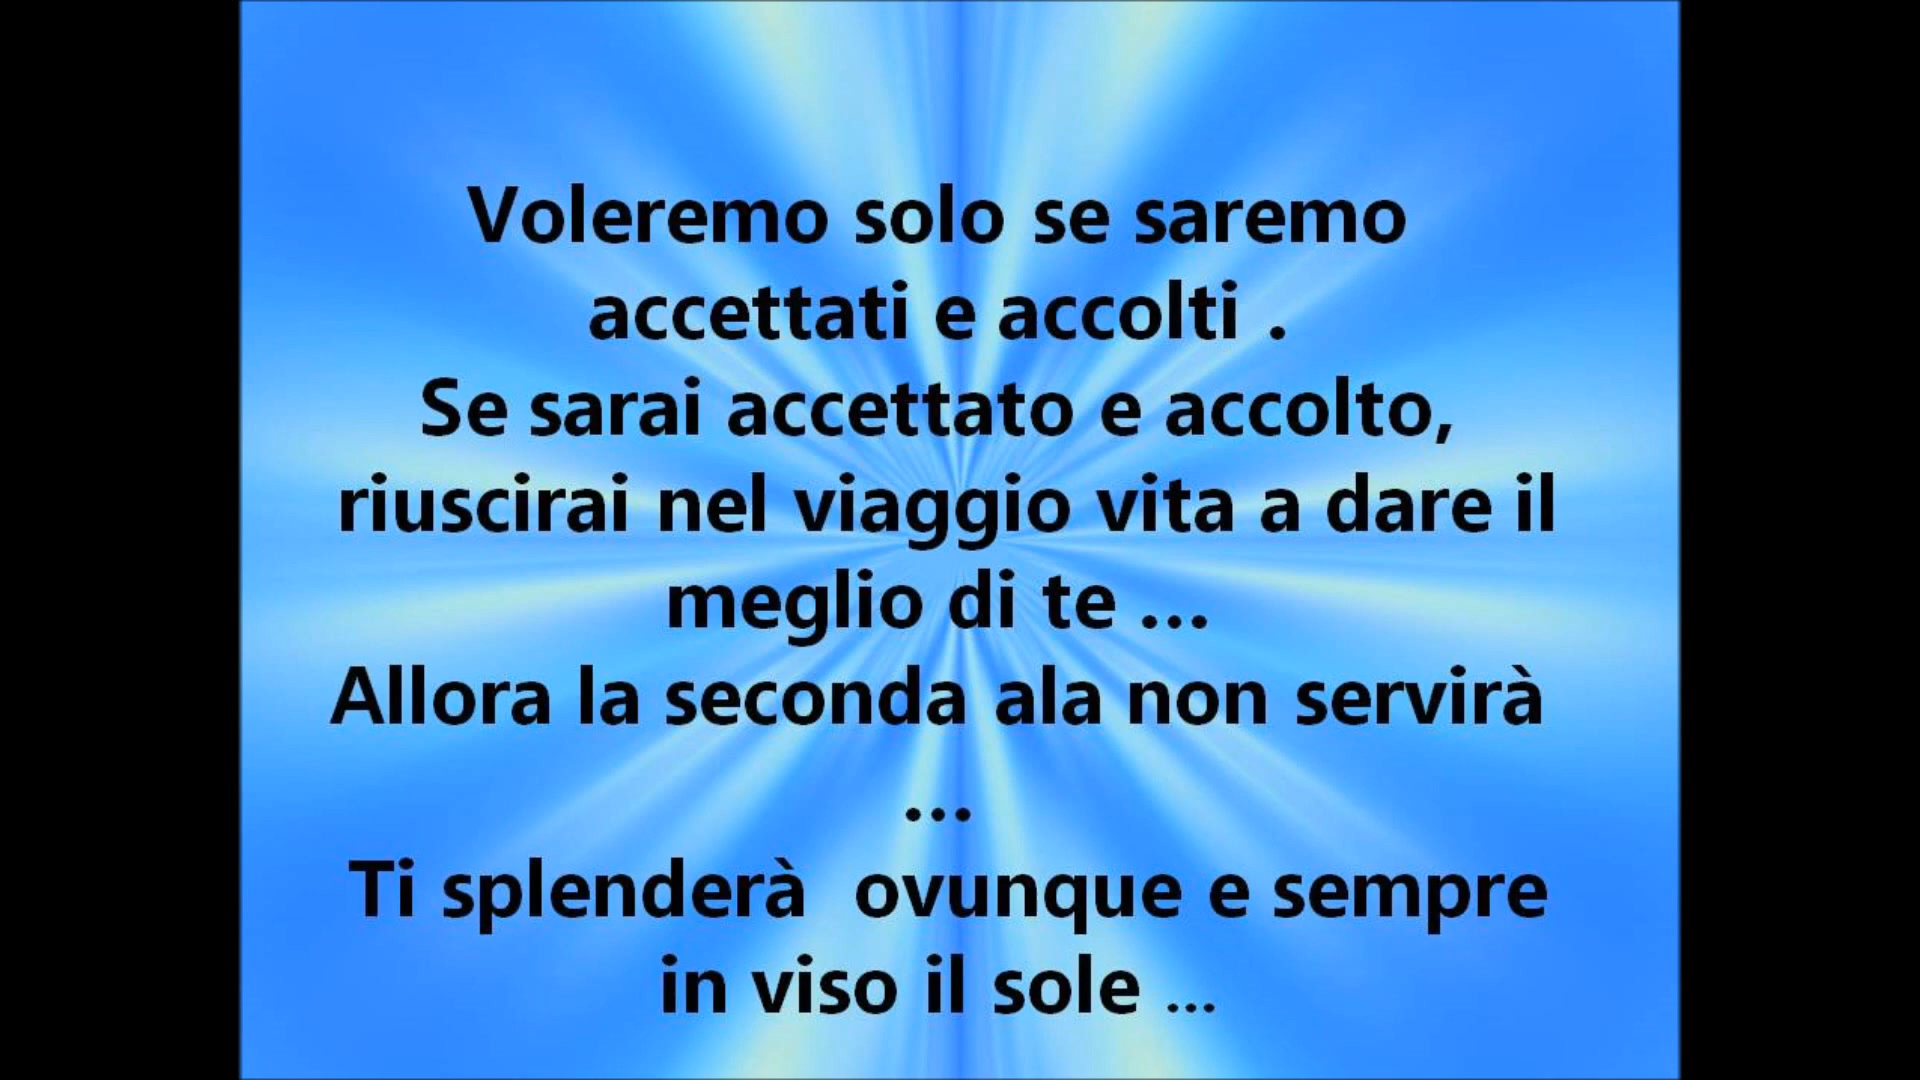 Voleremo solo se saremo
accettati e accolti .
Se sarai accettato e accolto,
riuscirai nel viaggio vita a dare il
meglio di te ...
Allora la seconda ala non servirà
...
Ti splenderà  ovunque e sempre
in viso il sole ...